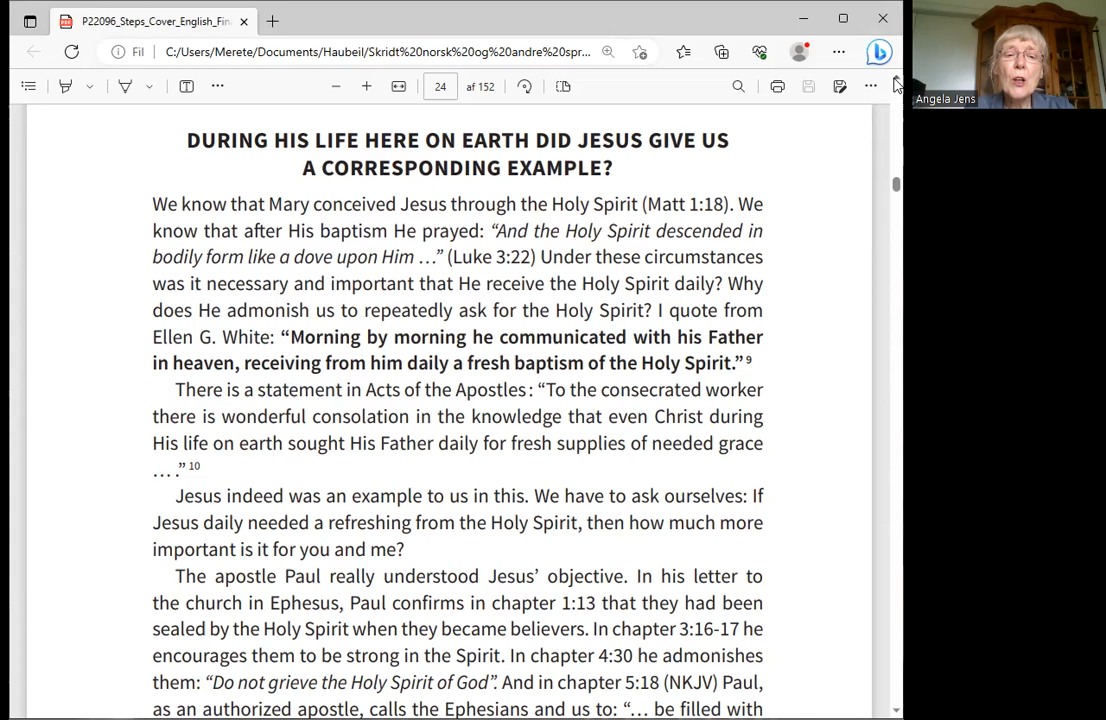 P22096_Steps_Cover_English_Fin
Fil
C:/Users/Merete/Documents/Haubeil/Skridt%20norsk%20og%20andre%20spr...
24
af 152
Angela Jens
DURING HIS LIFE HERE ON EARTH DID JESUS GIVE US
A CORRESPONDING EXAMPLE?
We know that Mary conceived Jesus through the Holy Spirit (Matt 1:18). We
know that after His baptism He prayed: “And the Holy Spirit descended in
bodily form like a dove upon Him …” (Luke 3:22) Under these circumstances
was it necessary and important that He receive the Holy Spirit daily? Why
does He admonish us to repeatedly ask for the Holy Spirit? I quote from
Ellen G. White: “Morning by morning he communicated with his Father
in heaven, receiving from him daily a fresh baptism of the Holy Spirit.” 9
There is a statement in Acts of the Apostles: “To the consecrated worker
there is wonderful consolation in the knowledge that even Christ during
His life on earth sought His Father daily for fresh supplies of needed grace
… .” 10
Jesus indeed was an example to us in this. We have to ask ourselves: If
Jesus daily needed a refreshing from the Holy Spirit, then how much more
important is it for you and me?
The apostle Paul really understood Jesus’ objective. In his letter to
the church in Ephesus, Paul confirms in chapter 1:13 that they had been
sealed by the Holy Spirit when they became believers. In chapter 3:16-17 he
encourages them to be strong in the Spirit. In chapter 4:30 he admonishes
them: “Do not grieve the Holy Spirit of God”. And in chapter 5:18 (NKJV) Paul,
as an authorized apostle, calls the Ephesians and us to: “… be filled with